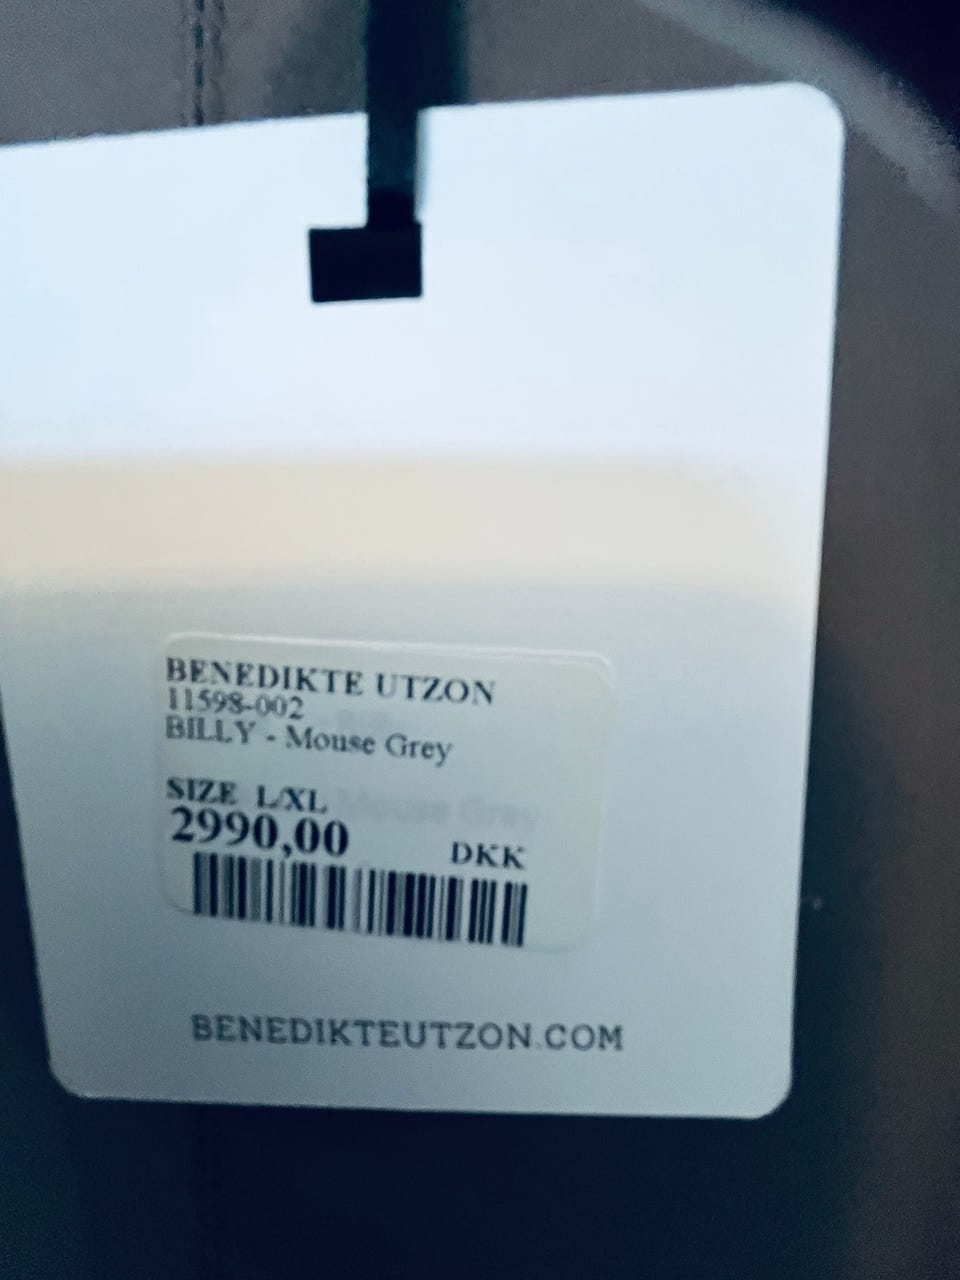 BENEDIKTE UTZON
11598-002
BILLY - Mouse Grey
SIZE L/XL
2990,00 DKK
BENEDIKTEUTZON.COM